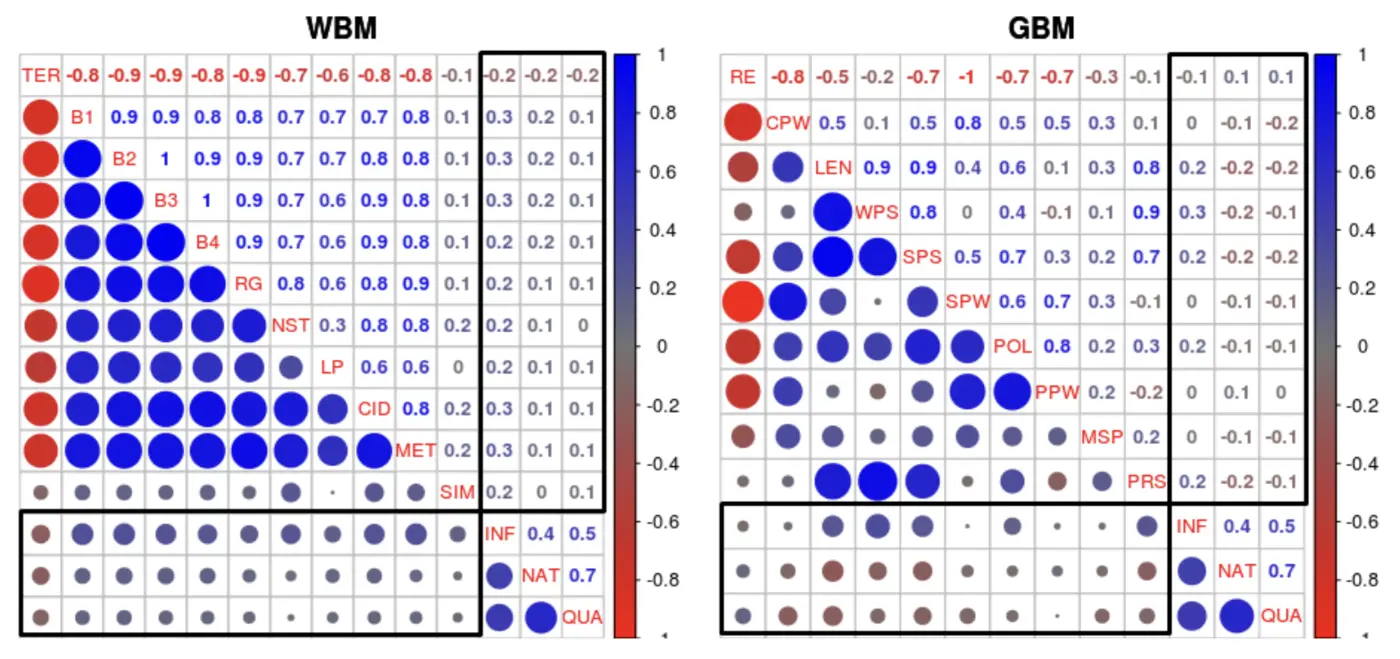 WBM
TER -0.8 -0.9 -0.9 -0.8 -0.9 -0.7 -0.6 -0.8 -0.8 -0.1 -0.2 -0.2 -0.2
B1 0.9 0.9 0.8 0.8 0.7 0.7 0.7 0.8 0.1 0.3 0.2 0.1
B2 1 0.9 0.9 0.7 0.7 0.8 0.8 0.1 0.3 0.2 0.1
B3 1 0.9 0.7 0.6 0.9 0.8 0.1 0.3 0.2 0.1
B4 0.9 0.7 0.6 0.9 0.8 0.1 0.2 0.2 0.1
RG 0.8 0.6 0.8 0.9 0.1 0.2 0.1 0.1
NST 0.3 0.8 0.8 0.2 0.2 0.1 0
LP 0.6 0.6 0 0.2 0.1 0.1
CID 0.8 0.2 0.3 0.1 0.1
MET 0.2 0.3 0.1 0.1
SIM 0.2 0 0.1
INF 0.4 0.5
NAT 0.7
QUA
1
0.8
0.6
0.4
0.2
0
-0.2
-0.4
-0.6
-0.8
GBM
RE -0.8 -0.5 -0.2 -0.7 -1 -0.7 -0.7 -0.3 -0.1 -0.1 0.1 0.1
CPW 0.5 0.1 0.5 0.8 0.5 0.5 0.3 0.1 0 -0.1 -0.2
LEN 0.9 0.9 0.4 0.6 0.1 0.3 0.8 0.2 -0.2 -0.2
WPS 0.8 0 0.4 -0.1 0.1 0.9 0.3 -0.2 -0.1
SPS 0.5 0.7 0.3 0.2 0.7 0.2 -0.2 -0.2
SPW 0.6 0.7 0.3 -0.1 0 -0.1 -0.1
POL 0.8 0.2 0.3 0.2 -0.1 -0.1
PPW 0.2 -0.2 0 0.1 0
MSP 0.2 0 -0.1 -0.1
PRS 0.2 -0.2 -0.1
INF 0.4 0.5
NAT 0.7
QUA
1
0.8
0.6
0.4
0.2
0
-0.2
-0.4
-0.6
-0.8